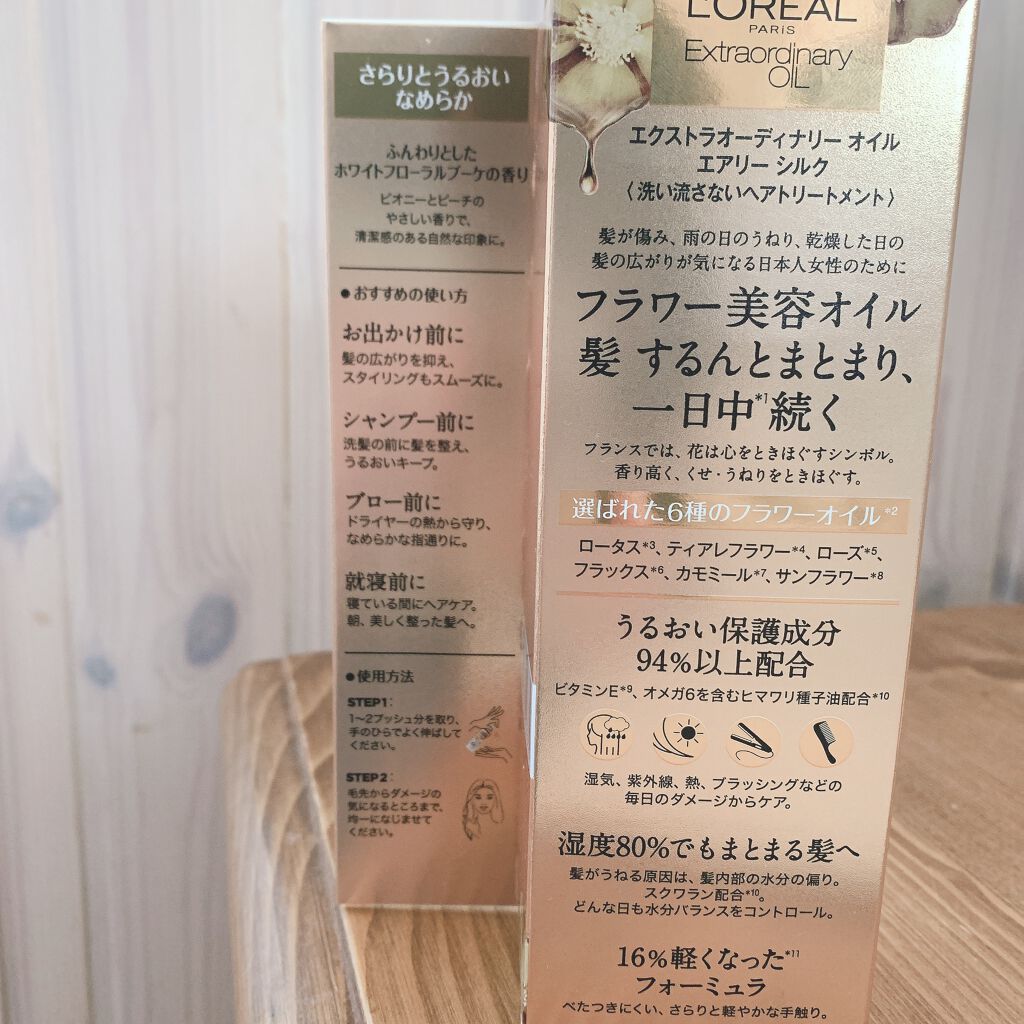 さらりとうるおい
なめらか
ふんわりとした
ホワイトフローラルブーケの香り
ピオニーとピーチの
やさしい香りで、
清潔感のある自然な印象に。
●おすすめの使い方
お出かけ前に
髪の広がりを抑え、
スタイリングもスムーズに。
シャンプー前に
洗髪の前に髪を整え、
うるおいキープ。
ブロー前に
ドライヤーの熱から守り、
なめらかな指通りに。
就寝前に
寝ている間にヘアケア。
朝、美しく整った髪へ。
●使用方法
STEP1:
1~2プッシュ分を取り、
手のひらでよく伸ばして
ください。
STEP2:
毛先からダメージの
気になるところまで、
均一になじませて
ください。
L'ORÉAL
PARIS
Extraordinary
OIL
エクストラオーディナリー オイル
エアリー シルク
〈洗い流さないヘアトリートメント〉
髪が傷み、雨の日のうねり、乾燥した日の
髪の広がりが気になる日本人女性のために
フラワー美容オイル
髪 するんとまとまり、
一日中*1続く
フランスでは、花は心をときほぐすシンボル。
香り高く、くせ・うねりをときほぐす。
選ばれた6種のフラワーオイル*2
ロータス*3、ティアレフラワー*4、ローズ*5、
フラックス*6、カモミール*7、サンフラワー*8
うるおい保護成分
94%以上配合
ビタミンE*9、オメガ6を含むヒマワリ種子油配合*10
湿気、紫外線、熱、ブラッシングなどの
毎日のダメージからケア。
湿度80%でもまとまる髪へ
髪がうねる原因は、髪内部の水分の偏り。
スクワラン配合*10。
どんな日も水分バランスをコントロール。
16%軽くなった*11
フォーミュラ
べたつきにくい、さらりと軽やかな手触り。